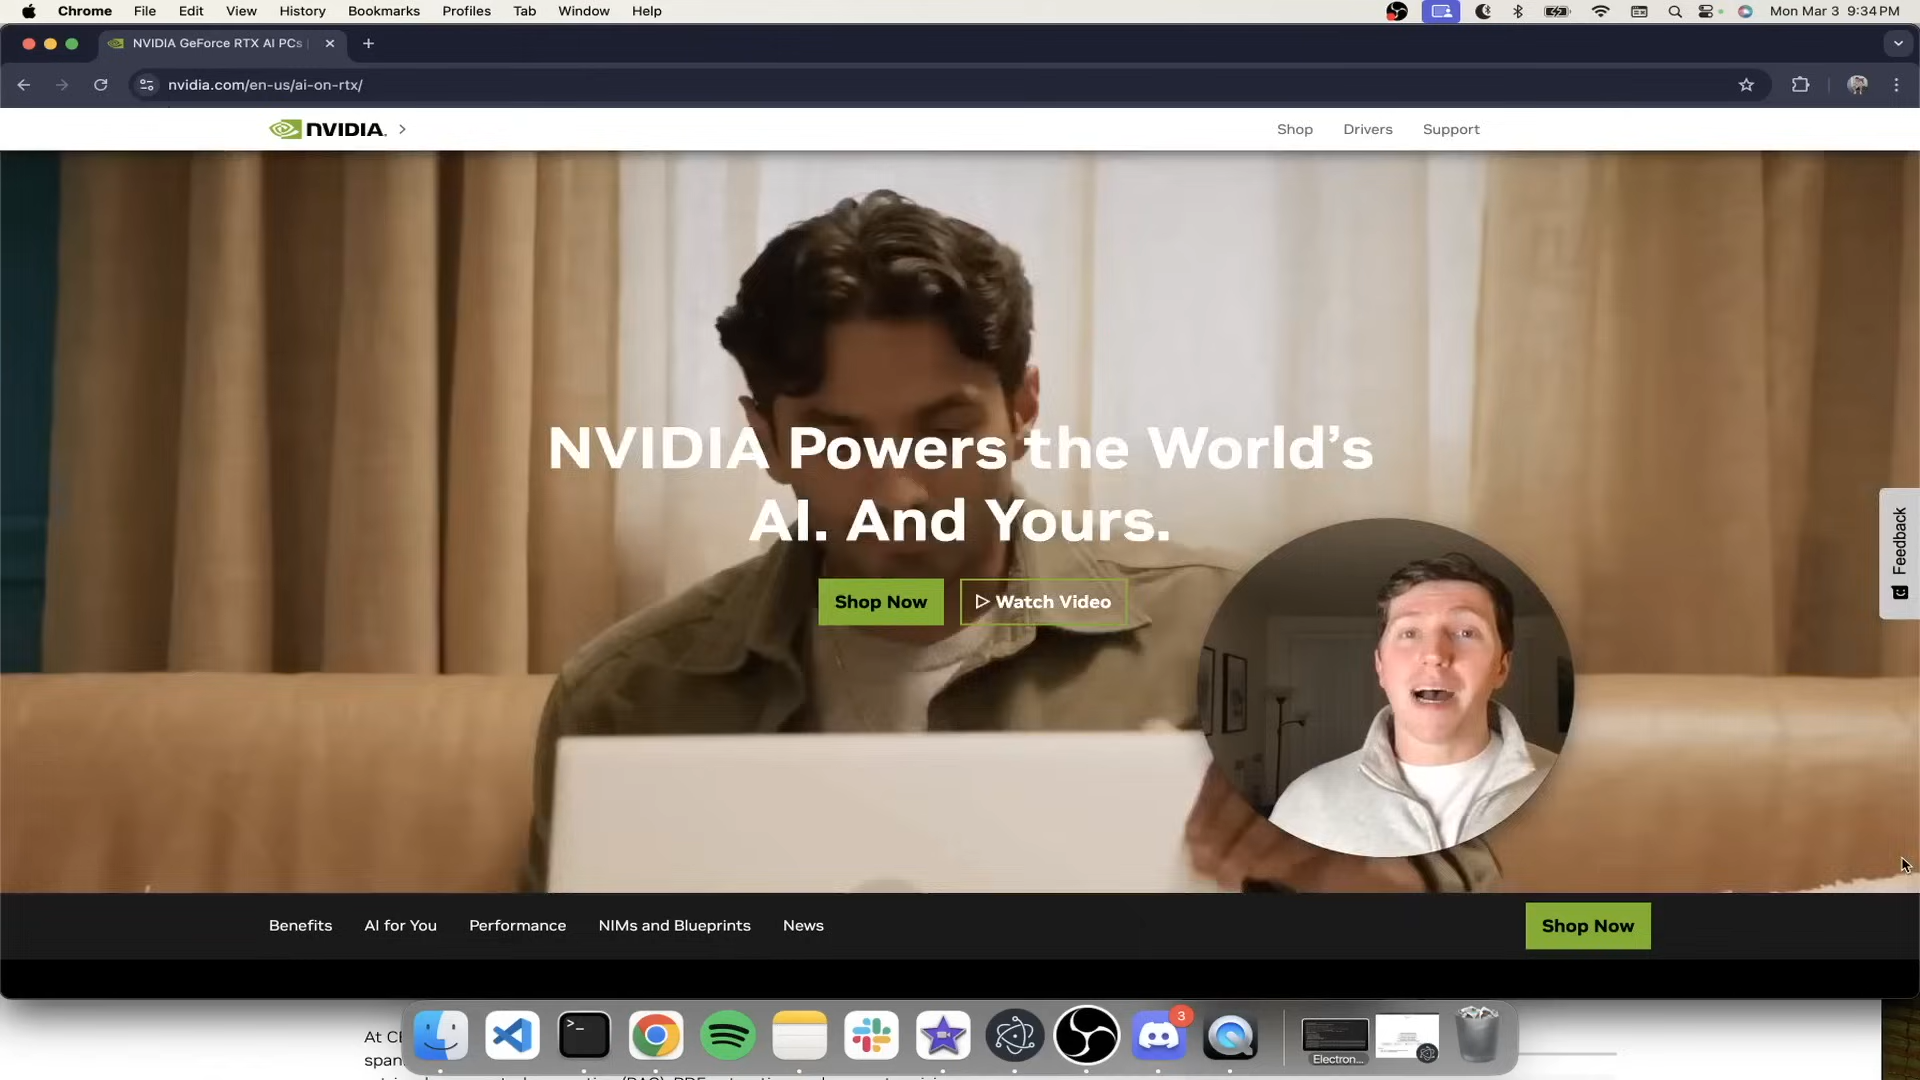 Chrome File Edit View History Bookmarks Profiles Tab Window Help
Mon Mar 3 9:34 PM
NVIDIA GeForce RTX AI PCs
nvidia.com/en-us/ai-on-rtx/
NVIDIA.
Shop Drivers Support
NVIDIA Powers the World's
AI. And Yours.
Shop Now
Watch Video
Feedback
Benefits AI for You Performance NIMs and Blueprints News
Shop Now
3
Electron...